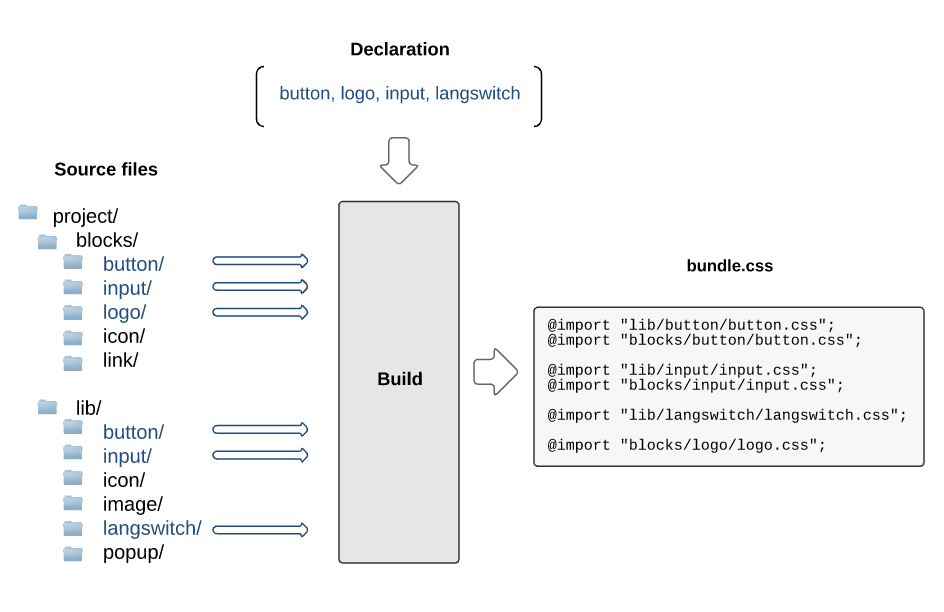 Declaration
button, logo, input, langswitch
Source files
project/
blocks/
button/
input/
logo/
icon/
link/
lib/
button/
input/
icon/
image/
langswitch/
popup/
Build
bundle.css
@import "lib/button/button.css";
@import "blocks/button/button.css";
@import "lib/input/input.css";
@import "blocks/input/input.css";
@import "lib/langswitch/langswitch.css";
@import "blocks/logo/logo.css";